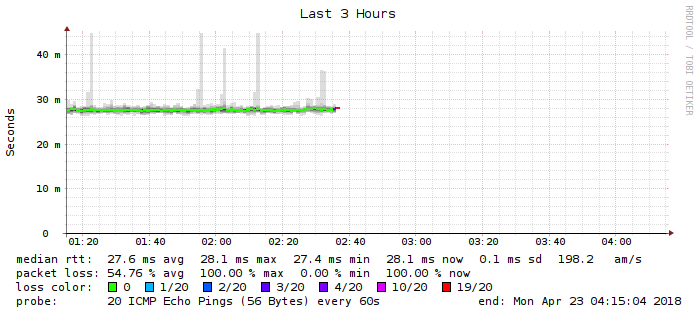 Last 3 Hours
RRDTOOL / TOBI OETIKER
Seconds
40 m
30 m
20 m
10 m
0
01:20 01:40 02:00 02:20 02:40 03:00 03:20 03:40 04:00
median rtt: 27.6 ms avg 28.1 ms max 27.4 ms min 28.1 ms now 0.1 ms sd 198.2 am/s
packet loss: 54.76 % avg 100.00 % max 0.00 % min 100.00 % now
loss color: 0 1/20 2/20 3/20 4/20 10/20 19/20
probe: 20 ICMP Echo Pings (56 Bytes) every 60s end: Mon Apr 23 04:15:04 2018